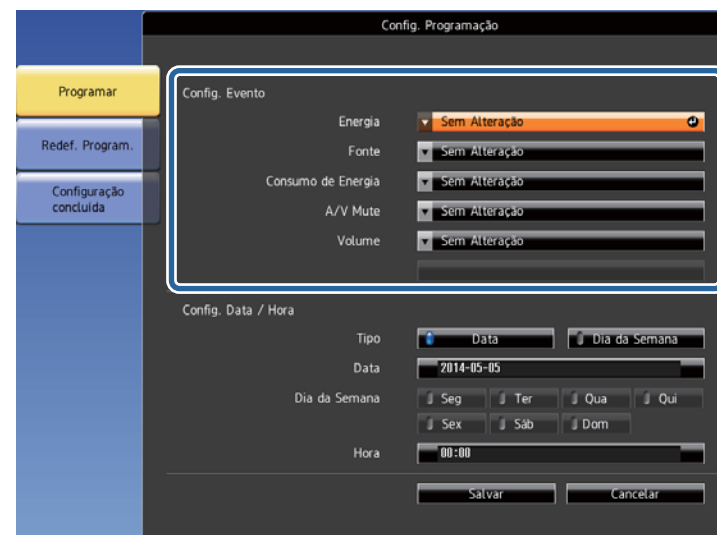 Config. Programação
Programar
Redef. Program.
Configuração
concluída
Config. Evento
Energia Sem Alteração
Fonte Sem Alteração
Consumo de Energia Sem Alteração
A/V Mute Sem Alteração
Volume Sem Alteração
Config. Data / Hora
Tipo Data Dia da Semana
Data 2014-05-05
Dia da Semana Seg Ter Qua Qui
Sex Sáb Dom
Hora 00:00
Salvar Cancelar